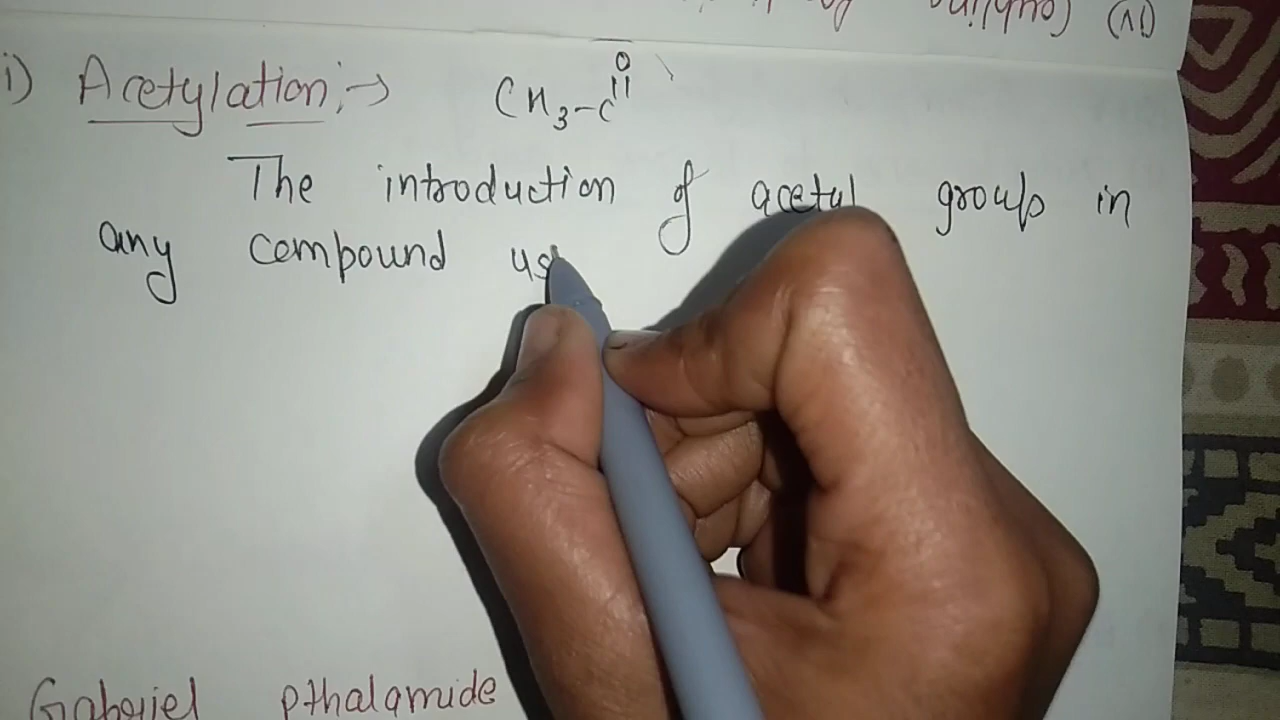 i) Acetylation :→ CH3-C
O
The introduction of acetyl group in
any compound us
Gabriel pthalamide